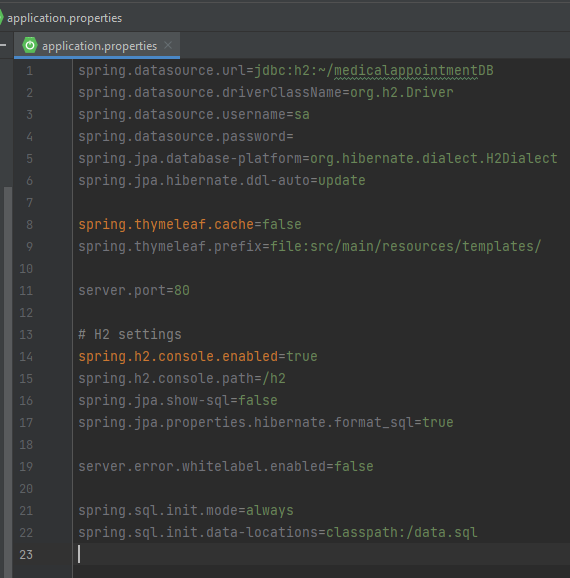 application.properties
application.properties
1 spring.datasource.url=jdbc:h2:~/medicalappointmentDB
2 spring.datasource.driverClassName=org.h2.Driver
3 spring.datasource.username=sa
4 spring.datasource.password=
5 spring.jpa.database-platform=org.hibernate.dialect.H2Dialect
6 spring.jpa.hibernate.ddl-auto=update
7
8 spring.thymeleaf.cache=false
9 spring.thymeleaf.prefix=file:src/main/resources/templates/
10
11 server.port=80
12
13 # H2 settings
14 spring.h2.console.enabled=true
15 spring.h2.console.path=/h2
16 spring.jpa.show-sql=false
17 spring.jpa.properties.hibernate.format_sql=true
18
19 server.error.whitelabel.enabled=false
20
21 spring.sql.init.mode=always
22 spring.sql.init.data-locations=classpath:/data.sql
23